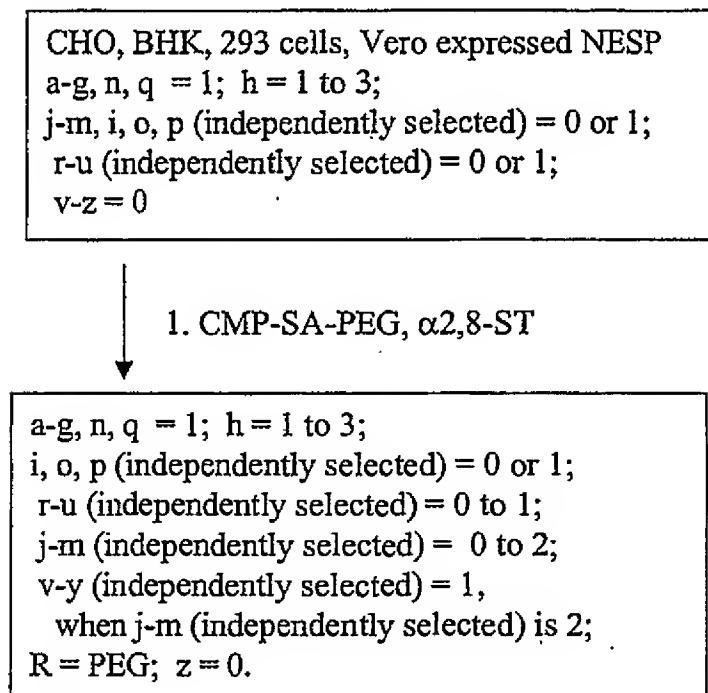 CHO, BHK, 293 cells, Vero expressed NESP
a-g, n, q = 1; h = 1 to 3;
j-m, i, o, p (independently selected) = 0 or 1;
r-u (independently selected) = 0 or 1;
v-z = 0
1. CMP-SA-PEG, α2,8-ST
a-g, n, q = 1; h = 1 to 3;
i, o, p (independently selected) = 0 or 1;
r-u (independently selected) = 0 to 1;
j-m (independently selected) = 0 to 2;
v-y (independently selected) = 1,
when j-m (independently selected) is 2;
R = PEG; z = 0.